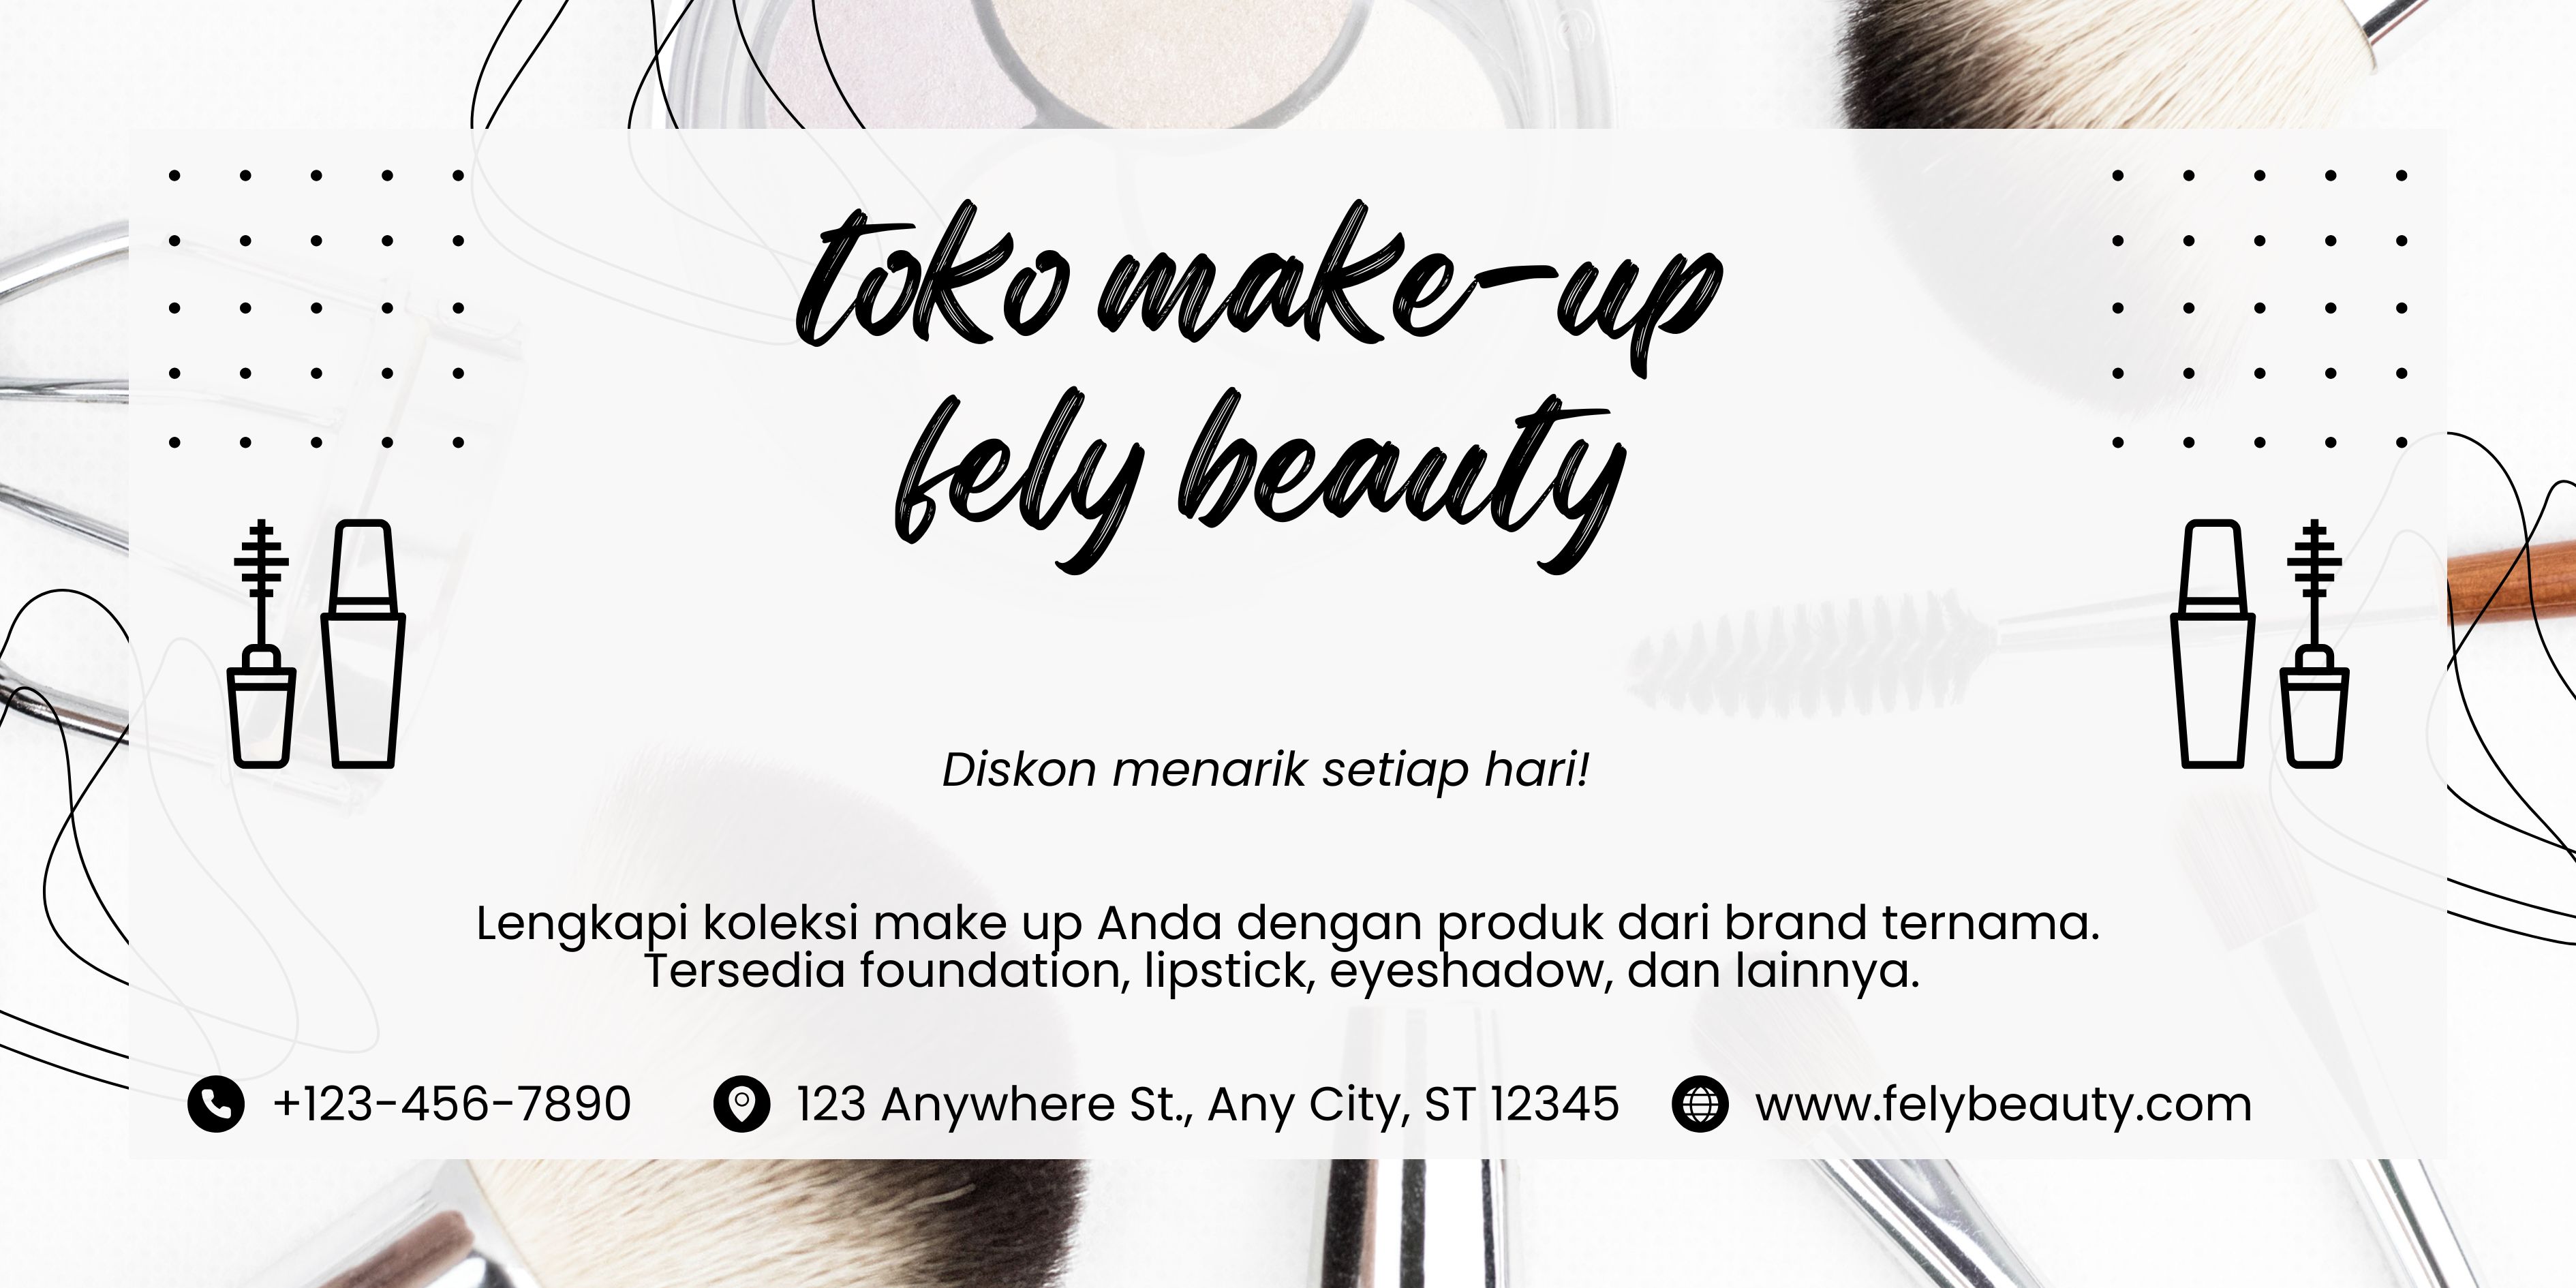 toko make-up
fely beauty
Diskon menarik setiap hari!
Lengkapi koleksi make up Anda dengan produk dari brand ternama.
Tersedia foundation, lipstick, eyeshadow, dan lainnya.
+123-456-7890
123 Anywhere St., Any City, ST 12345
www.felybeauty.com